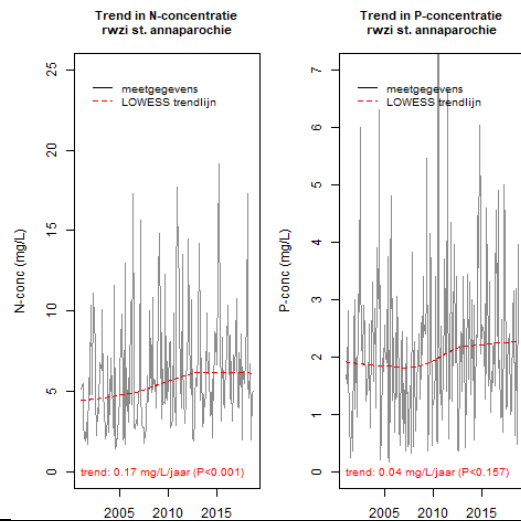 Trend in N-concentratie
rwzi st. annaparochie
N-conc (mg/L)
25
20
15
10
5
0
meetgegevens
LOWESS trendlijn
trend: 0.17 mg/L/jaar (P<0.001)
2005 2010 2015
Trend in P-concentratie
rwzi st. annaparochie
P-conc (mg/L)
7
6
5
4
3
2
1
0
meetgegevens
LOWESS trendlijn
trend: 0.04 mg/L/jaar (P<0.157)
2005 2010 2015